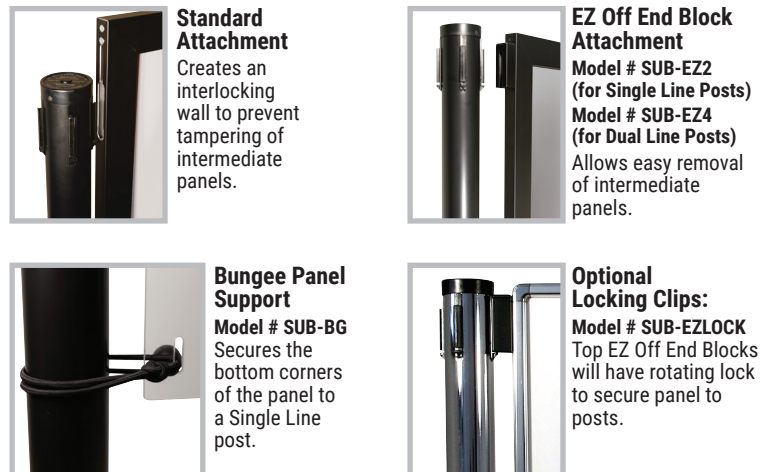 Standard
Attachment
Creates an
interlocking
wall to prevent
tampering of
intermediate
panels.
EZ Off End Block
Attachment
Model # SUB-EZ2
(for Single Line Posts)
Model # SUB-EZ4
(for Dual Line Posts)
Allows easy removal
of intermediate
panels.
Bungee Panel
Support
Model # SUB-BG
Secures the
bottom corners
of the panel to
a Single Line
post.
Optional
Locking Clips:
Model # SUB-EZLOCK
Top EZ Off End Blocks
will have rotating lock
to secure panel to
posts.